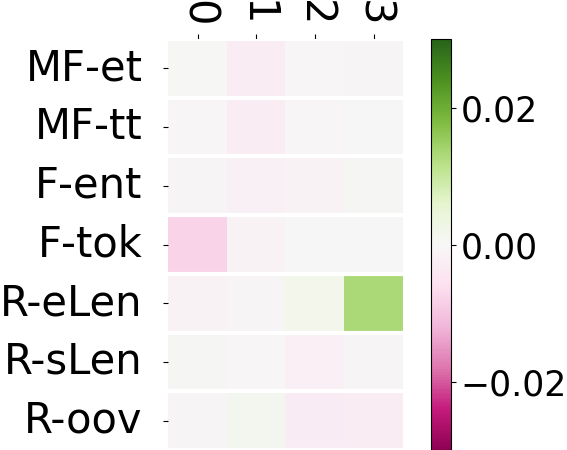 0 1 2 3
MF-et
MF-tt
F-ent
F-tok
R-eLen
R-sLen
R-oov
0.02
0.00
−0.02